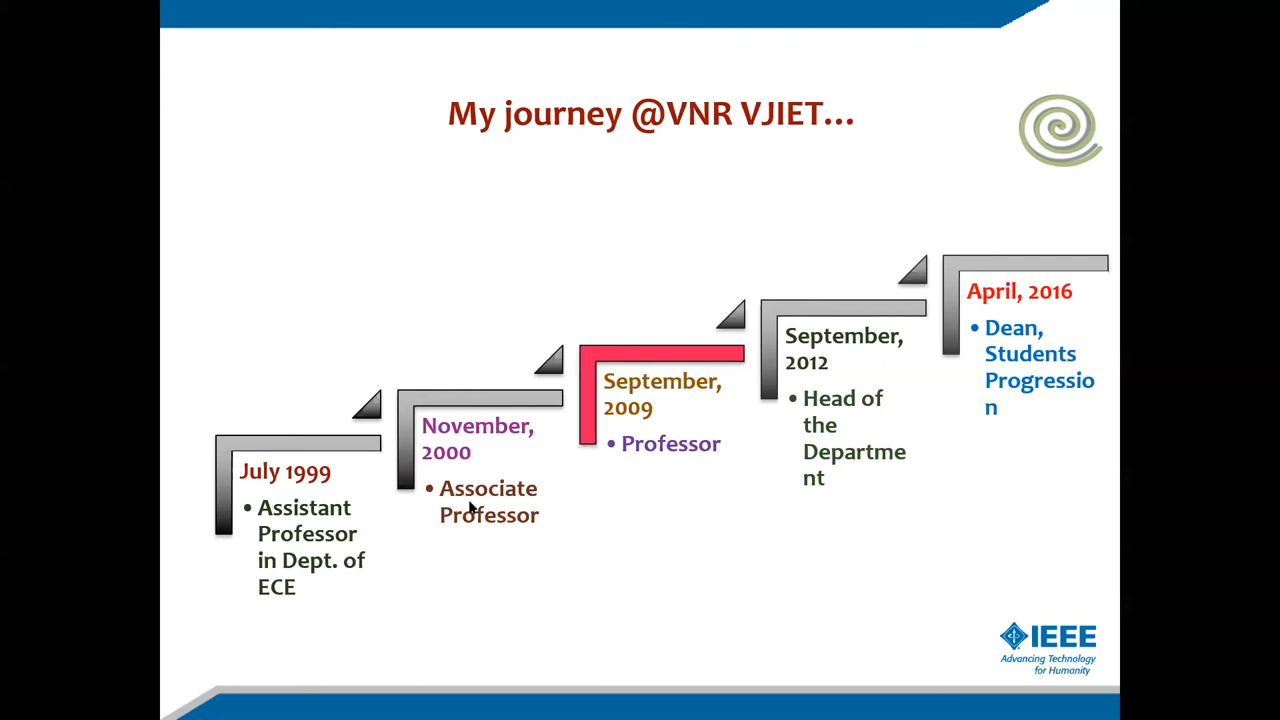 My journey @VNR VJIET...
July 1999
• Assistant
Professor
in Dept. of
ECE
November,
2000
• Associate
Professor
September,
2009
• Professor
September,
2012
• Head of
the
Departme
nt
April, 2016
• Dean,
Students
Progressio
n
IEEE
Advancing Technology
for Humanity